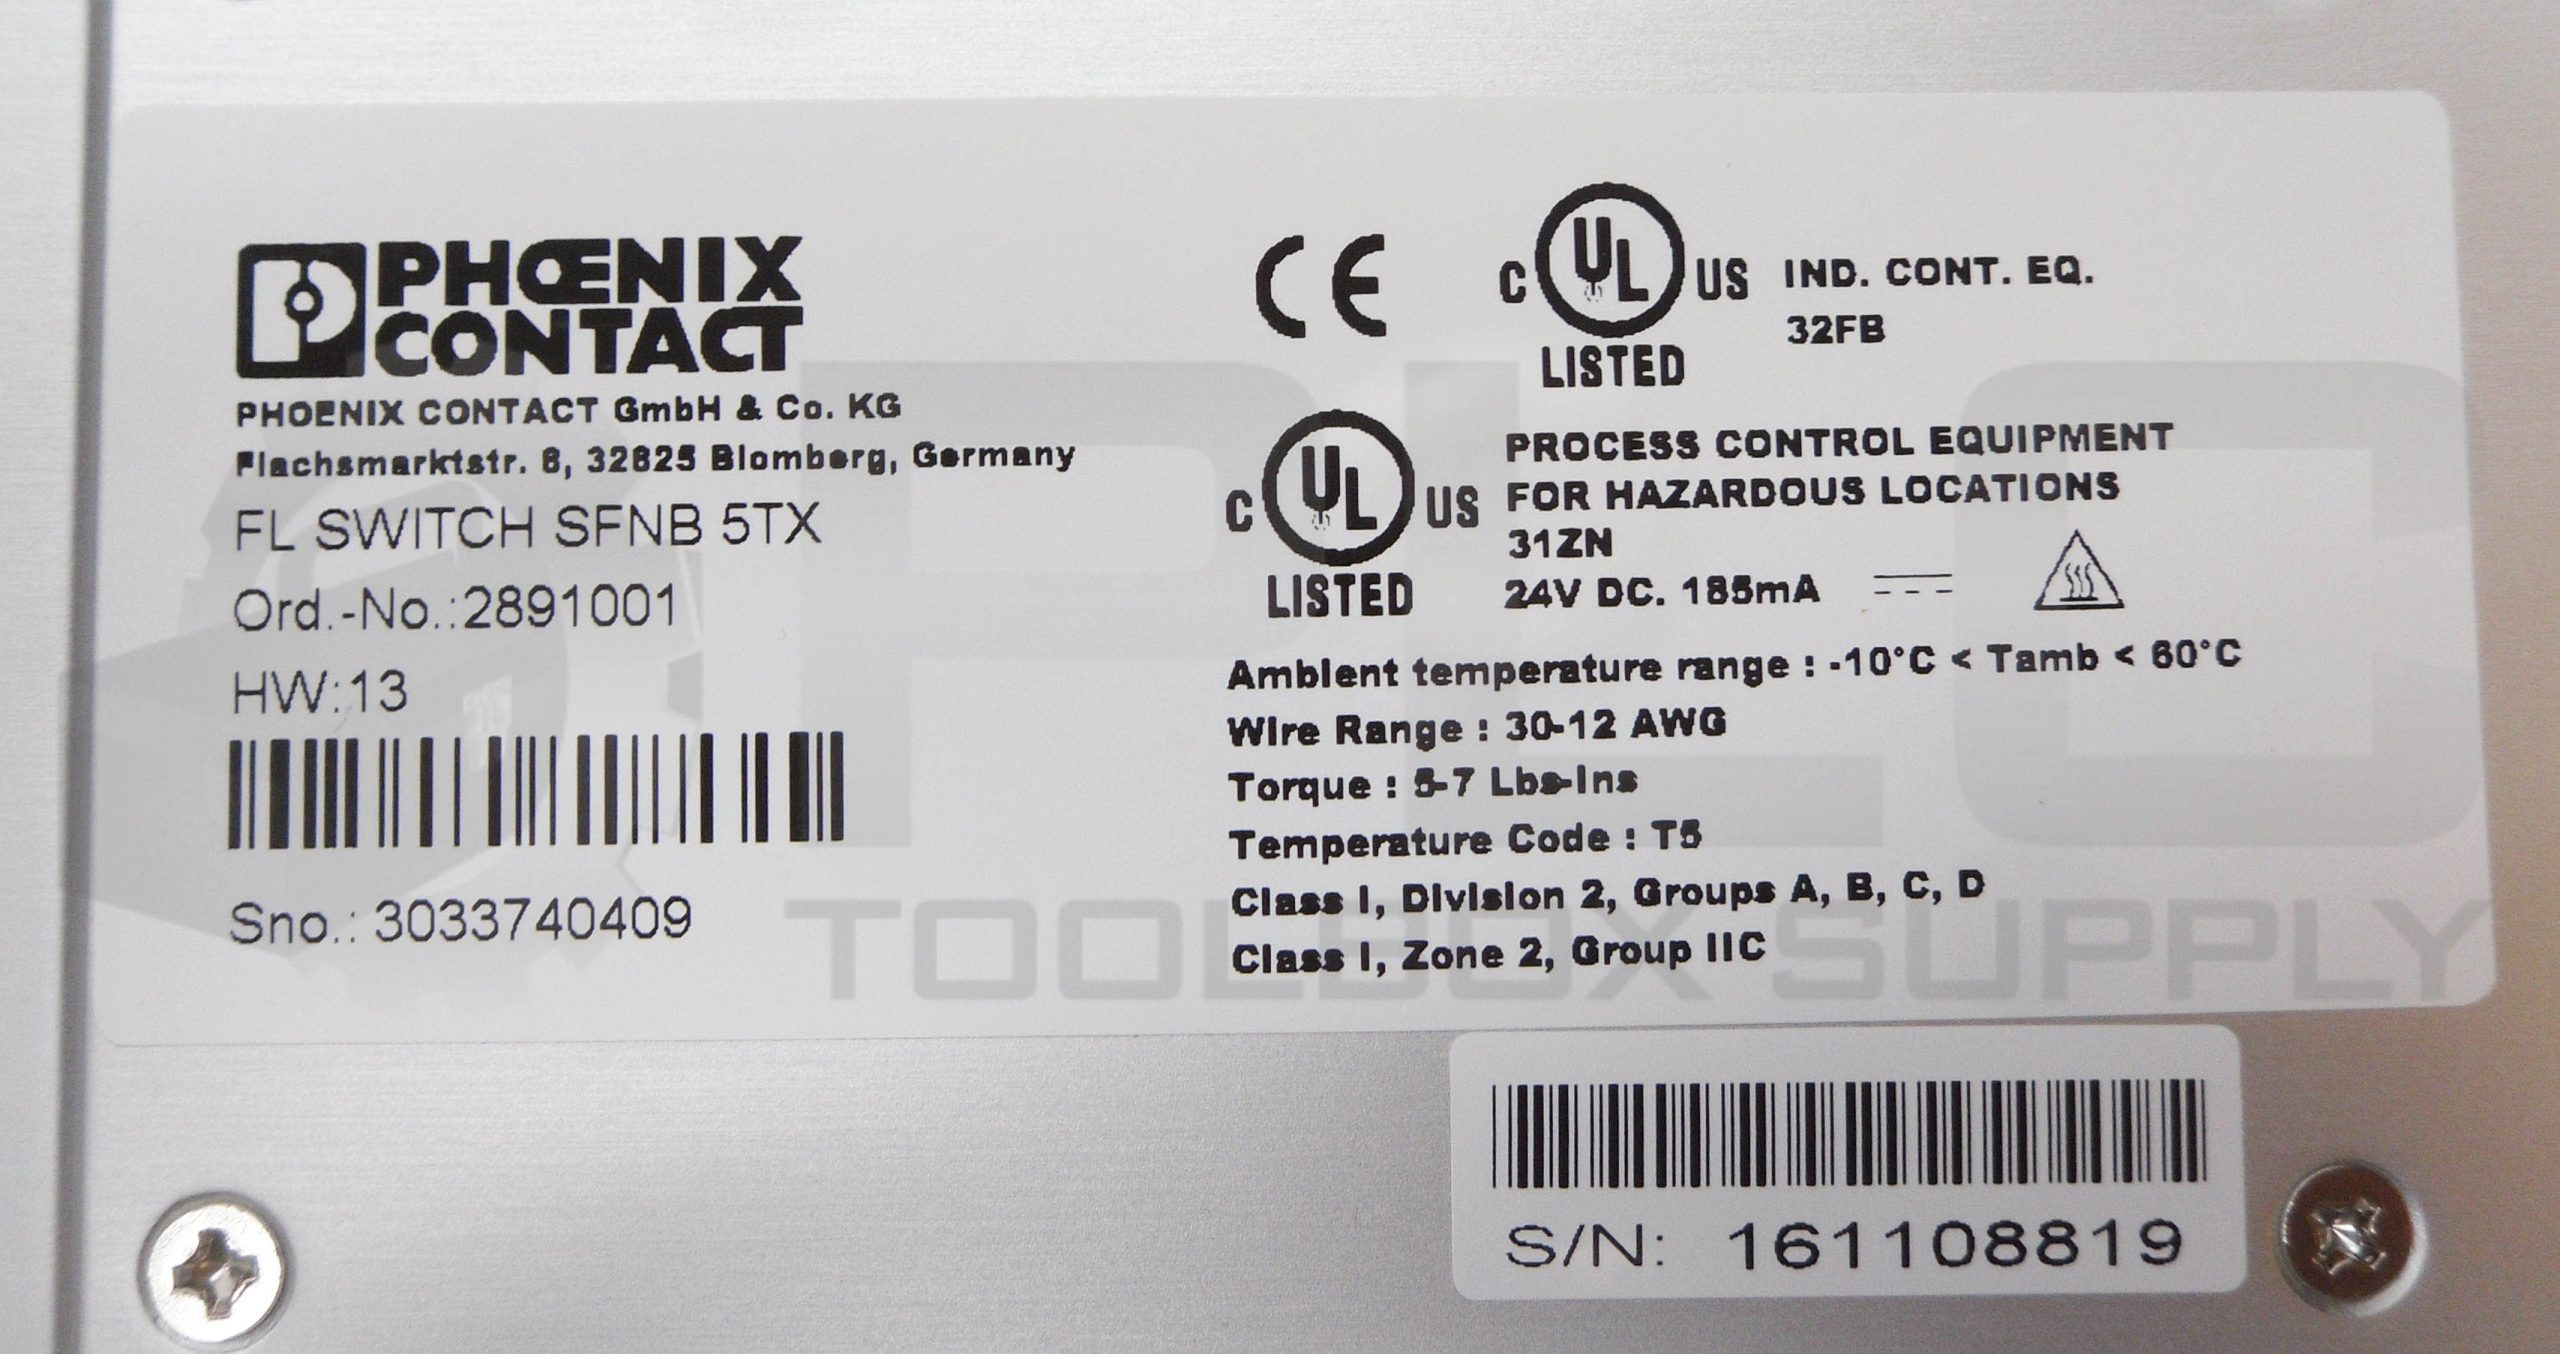 PHOENIX
CONTACT
PHOENIX CONTACT GmbH & Co. KG
Flachsmarktstr. 8, 32825 Blomberg, Germany
FL SWITCH SFNB 5TX
Ord.-No.:2891001
HW:13
Sno.: 3033740409
CE
C UL US LISTED
IND. CONT. EQ.
32FB
C UL US LISTED
PROCESS CONTROL EQUIPMENT
FOR HAZARDOUS LOCATIONS
31ZN
24V DC. 185mA
Ambient temperature range : -10°C < Tamb < 60°C
Wire Range : 30-12 AWG
Torque : 5-7 Lbs-Ins
Temperature Code : T5
Class I, Division 2, Groups A, B, C, D
Class I, Zone 2, Group IIC
S/N: 161108819
PLC
TOOLBOX SUPPLY